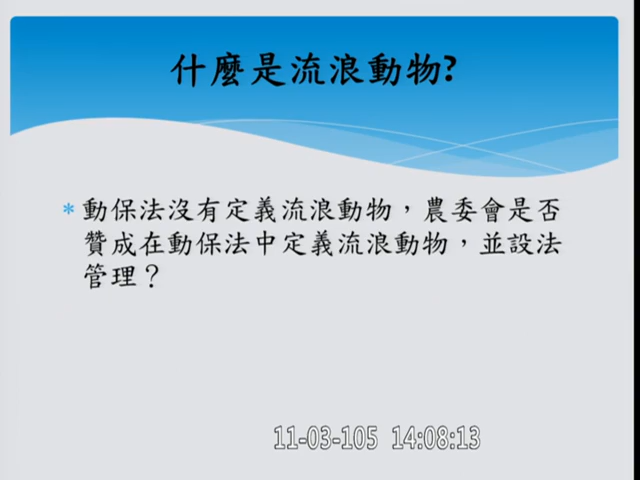 什麼是流浪動物?
* 動保法沒有定義流浪動物，農委會是否
贊成在動保法中定義流浪動物，並設法
管理？
11-03-105 14:08:13